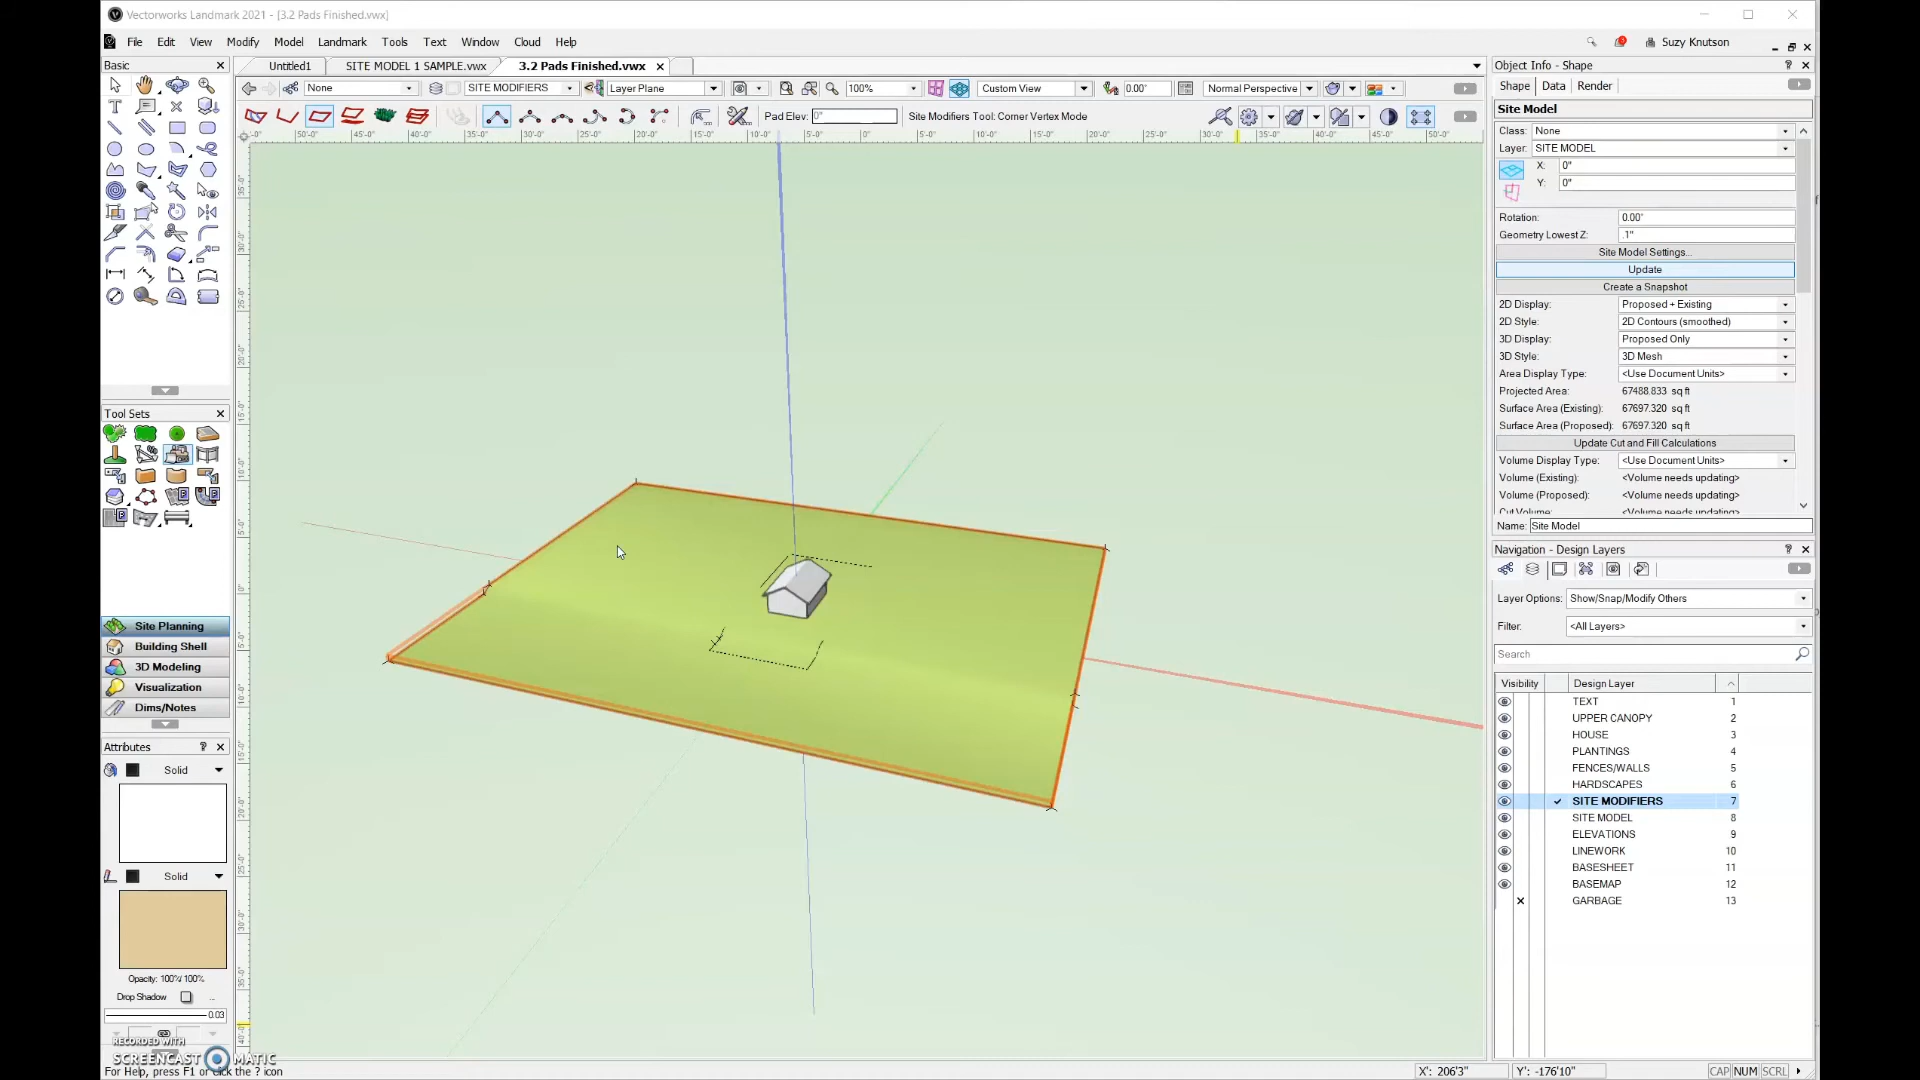 Vectorworks Landmark 2021 - [3.2 Pads Finished.vwx]
File Edit View Modify Model Landmark Tools Text Window Cloud Help
Suzy Knutson
Basic
Untitled1 SITE MODEL 1 SAMPLE.vwx 3.2 Pads Finished.vwx
None SITE MODIFIERS Layer Plane 100% Custom View 0.00° Normal Perspective
Pad Elev: 0" Site Modifiers Tool: Corner Vertex Mode
Object Info - Shape
Shape Data Render
Site Model
Class: None
Layer: SITE MODEL
X: 0"
Y: 0"
Rotation: 0.00°
Geometry Lowest Z: .1"
Site Model Settings...
Update
Create a Snapshot
2D Display: Proposed + Existing
2D Style: 2D Contours (smoothed)
3D Display: Proposed Only
3D Style: 3D Mesh
Area Display Type: <Use Document Units>
Projected Area: 67488.833 sq ft
Surface Area (Existing): 67697.320 sq ft
Surface Area (Proposed): 67697.320 sq ft
Update Cut and Fill Calculations
Volume Display Type: <Use Document Units>
Volume (Existing): <Volume needs updating>
Volume (Proposed): <Volume needs updating>
Cut Volume: <Volume needs updating>
Name: Site Model
Navigation - Design Layers
Layer Options: Show/Snap/Modify Others
Filter: <All Layers>
Search
Visibility Design Layer
TEXT 1
UPPER CANOPY 2
HOUSE 3
PLANTINGS 4
FENCES/WALLS 5
HARDSCAPES 6
SITE MODIFIERS 7
SITE MODEL 8
ELEVATIONS 9
LINEWORK 10
BASESHEET 11
BASEMAP 12
GARBAGE 13
Tool Sets
Site Planning
Building Shell
3D Modeling
Visualization
Dims/Notes
Attributes
Solid
Solid
Opacity: 100%/ 100%
Drop Shadow ...
0.03
RECORDED WITH
SCREENCAST MATIC
For Help, press F1 or click the ? icon
X': 206'3" Y': -176'10" CAP NUM SCRL